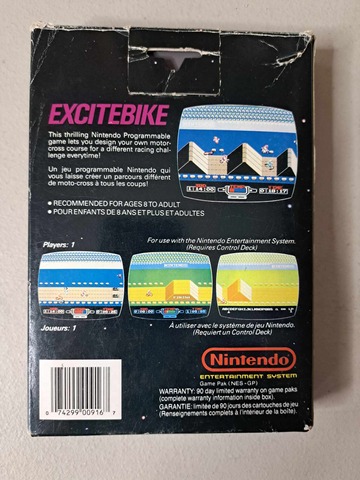 EXCITEBIKE
This thrilling Nintendo Programmable
game lets you design your own motor-
cross course for a different racing chal-
lenge everytime!
Un jeu programmable Nintendo qui
vous laisse créer un parcours différent
de moto-cross à tous les coups!
• RECOMMENDED FOR AGES 8 TO ADULT
• POUR ENFANTS DE 8 ANS ET PLUS ET ADULTES
Players: 1
For use with the Nintendo Entertainment System.
(Requires Control Deck)
EXCITEBIKE
Joueurs: 1
À utiliser avec le système de jeu Nintendo.
(Requiert un Control Deck)
Nintendo
ENTERTAINMENT SYSTEM
Game Pak (NES-GP)
WARRANTY: 90 day limited warranty on game paks
(complete warranty information inside box).
GARANTIE: limitée de 90 jours des cartouches de jeu
(Renseignements complets à l'intérieur de la boîte).
0 74299 00916 7